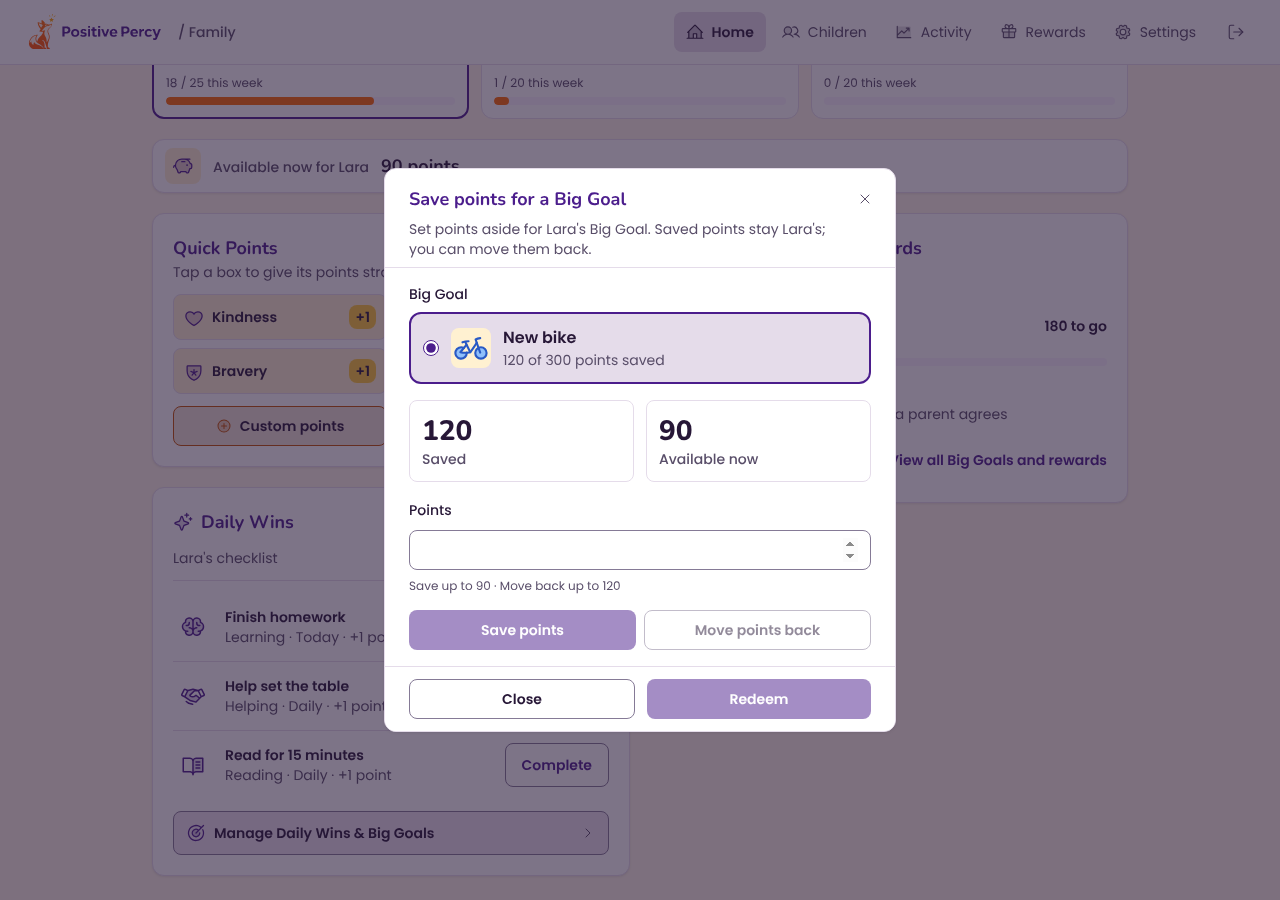 Positive Percy / Family
Home
Children
Activity
Rewards
Settings
18 / 25 this week
1 / 20 this week
0 / 20 this week
Available now for Lara 90 points
Quick Points
Tap a box to give its points
Kindness +1
Bravery +1
Custom points
180 to go
a parent agrees
View all Big Goals and rewards
Daily Wins
Lara's checklist
Finish homework
Learning · Today · +1
Help set the table
Helping · Daily · +1
Read for 15 minutes
Reading · Daily · +1 point
Complete
Manage Daily Wins & Big Goals
Save points for a Big Goal
Set points aside for Lara's Big Goal. Saved points stay Lara's;
you can move them back.
Big Goal
New bike
120 of 300 points saved
120
Saved
90
Available now
Points
Save up to 90 · Move back up to 120
Save points
Move points back
Close
Redeem